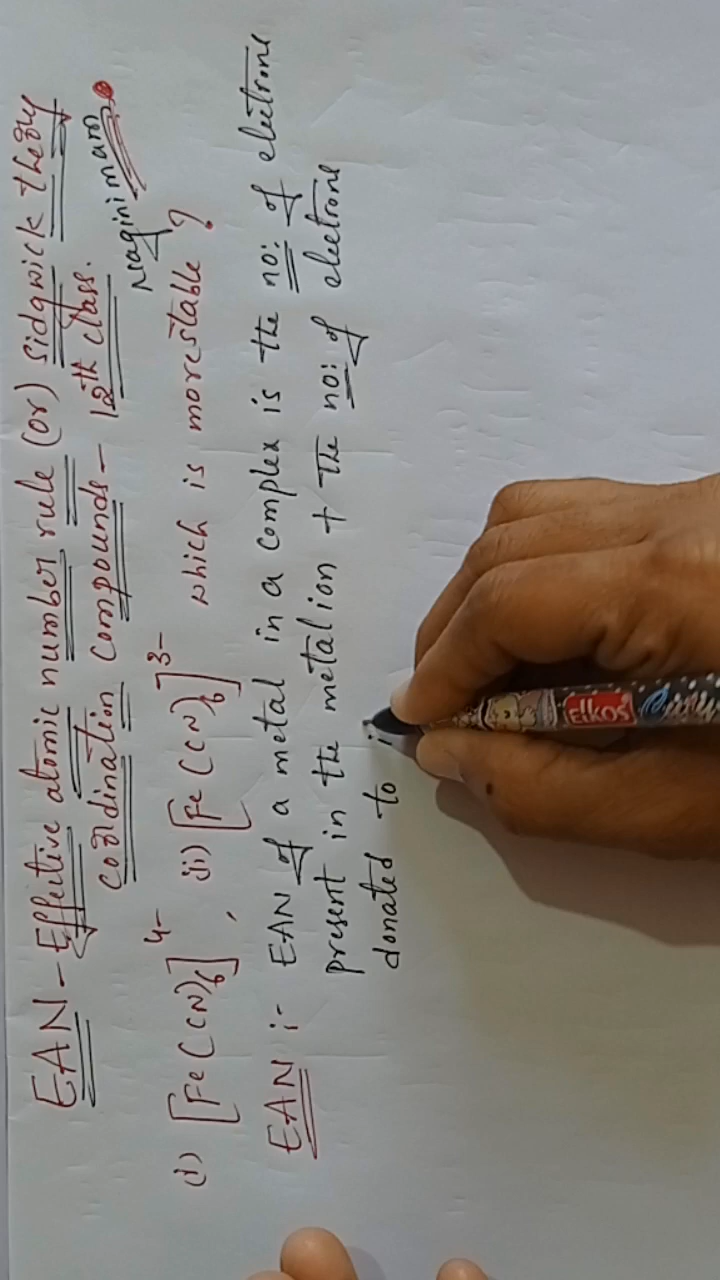 EAN - Effective atomic number rule (or) Sidgwick theory
coordination compounds - 12th class.
Nagini mam
(i) [Fe(CN)6]4-, (ii) [Fe(CN)6]3- which is more stable?
EAN :- EAN of a metal in a complex is the no: of electrons
present in the metal ion + The no: of electrons
donated to
Elkos